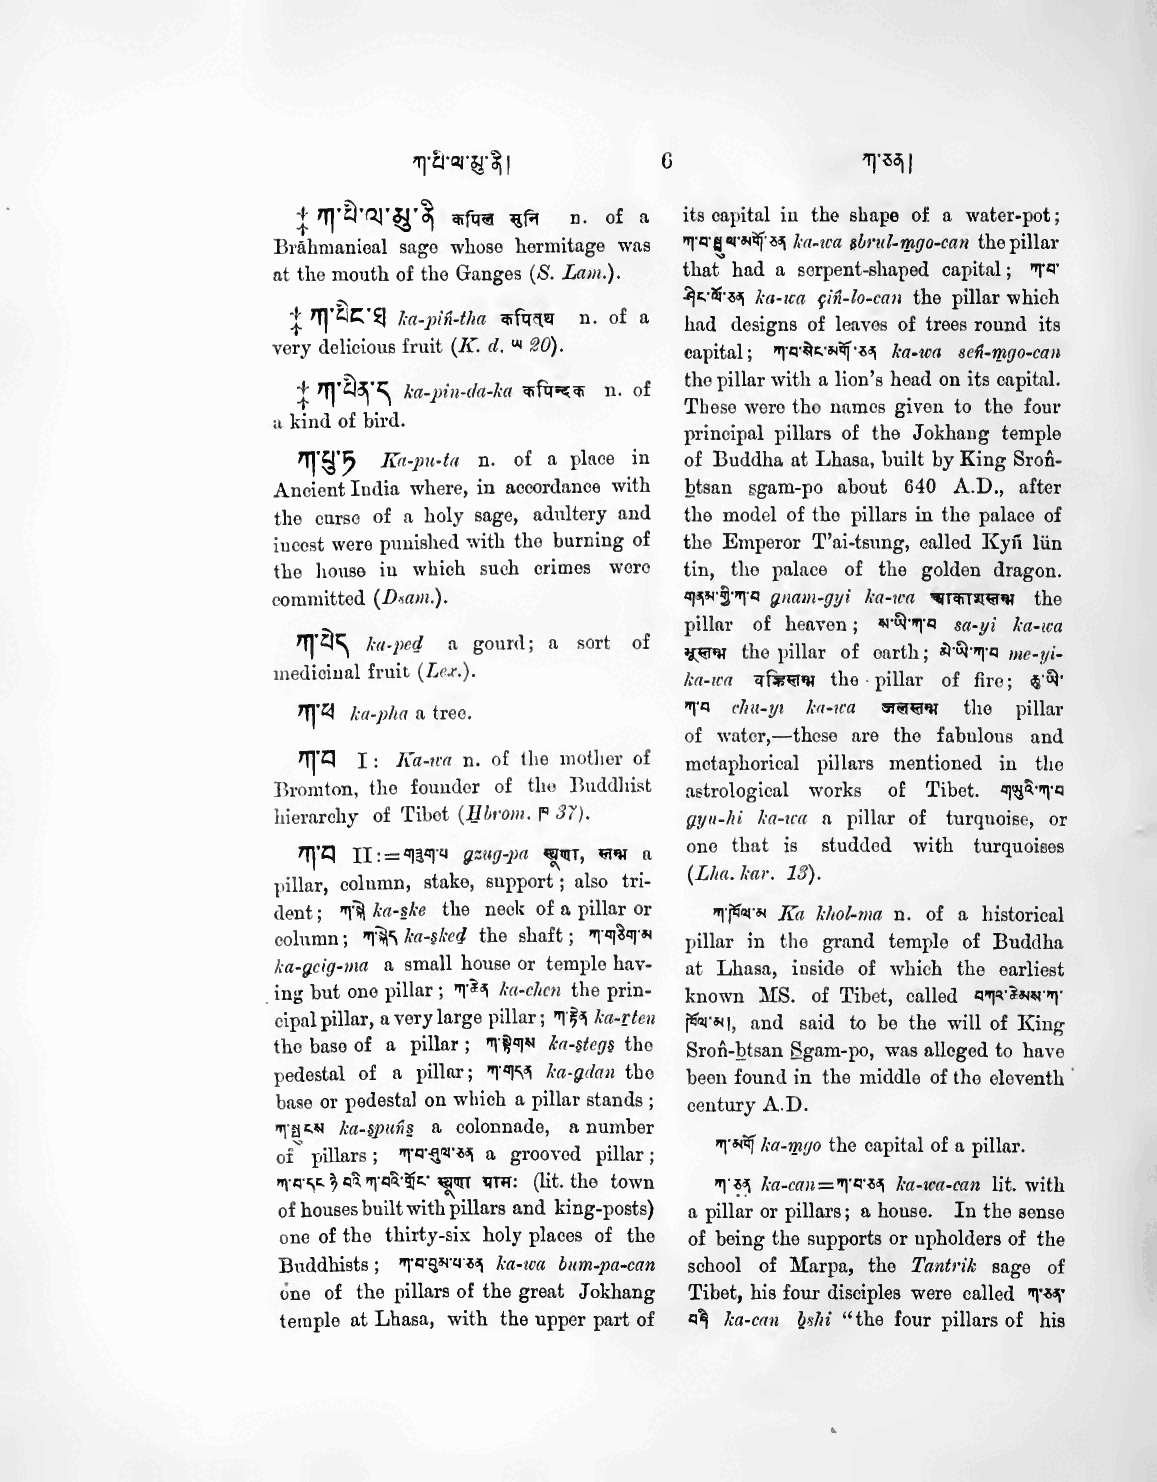 ཀ་པི་ལ་མུ་ནི། 6 ཀ་ཅན།
‡ ཀ་པི་ལ་མུ་ནི कपिल मुनि n. of a
Brâhmanical sage whose hermitage was
at the mouth of the Ganges (S. Lam.).
‡ ཀ་པིང་ཐ ka-piñ-tha कपित्थ n. of a
very delicious fruit (K. d. ༴ 20).
‡ ཀ་པིན་ད ka-pin-da-ka कपिन्दक n. of
a kind of bird.
ཀ་པུ་ཏ Ka-pu-ta n. of a place in
Ancient India where, in accordance with
the curse of a holy sage, adultery and
incest were punished with the burning of
the house in which such crimes were
committed (Dsam.).
ཀ་པེད ka-peḏ a gourd; a sort of
medicinal fruit (Lex.).
ཀ་ཕ ka-pha a tree.
ཀ་བ I: Ka-wa n. of the mother of
Bromton, the founder of the Buddhist
hierarchy of Tibet (Ḥbrom. ཁ 37).
ཀ་བ II:=གཟུག་པ gzug-pa स्थूणा, स्तम्भ a
pillar, column, stake, support; also tri-
dent; ཀ་སྐེ ka-s̱ke the neck of a pillar or
column; ཀ་སྐེད ka-s̱keḏ the shaft; ཀ་གཅིག་མ
ka-gcig-ma a small house or temple hav-
ing but one pillar; ཀ་ཆེན ka-chen the prin-
cipal pillar, a very large pillar; ཀ་རྟེན ka-ṟten
the base of a pillar; ཀ་སྟེགས ka-s̱tegs̱ the
pedestal of a pillar; ཀ་གདན ka-gdan the
base or pedestal on which a pillar stands;
ཀ་སྤུངས ka-s̱puñs̱ a colonnade, a number
of pillars; ཀ་བ་ཤུལ་ཅན a grooved pillar;
ཀ་བ་དང་ཉེ་བའི་ཀ་བའི་གྲོང་ स्थूणा ग्राम: (lit. the town
of houses built with pillars and king-posts)
one of the thirty-six holy places of the
Buddhists; ཀ་བ་བུམ་པ་ཅན ka-wa bum-pa-can
one of the pillars of the great Jokhang
temple at Lhasa, with the upper part of
its capital in the shape of a water-pot;
ཀ་བ་སྦྲུལ་མགོ་ཅན ka-wa s̱brul-m̱go-can the pillar
that had a serpent-shaped capital; ཀ་བ་
ཤིང་ལོ་ཅན ka-wa çiñ-lo-can the pillar which
had designs of leaves of trees round its
capital; ཀ་བ་སེང་མགོ་ཅན ka-wa señ-m̱go-can
the pillar with a lion's head on its capital.
These were the names given to the four
principal pillars of the Jokhang temple
of Buddha at Lhasa, built by King Sroñ-
ḇtsan s̱gam-po about 640 A.D., after
the model of the pillars in the palace of
the Emperor T'ai-tsung, called Kyñ lün
tin, the palace of the golden dragon.
གནམ་གྱི་ཀ་བ gnam-gyi ka-wa आकाशस्तम्भ the
pillar of heaven; ས་ཡི་ཀ་བ sa-yi ka-wa
भूस्तम्भ the pillar of earth; མེ་ཡི་ཀ་བ me-yi-
ka-wa वह्निस्तम्भ the pillar of fire; ཆུ་ཡི་
ཀ་བ chu-yi ka-wa जलस्तम्भ the pillar
of water,—these are the fabulous and
metaphorical pillars mentioned in the
astrological works of Tibet. གཡུའི་ཀ་བ
gyu-hi ka-wa a pillar of turquoise, or
one that is studded with turquoises
(Lha. kar. 13).
ཀ་ཁོལ་མ Ka khol-ma n. of a historical
pillar in the grand temple of Buddha
at Lhasa, inside of which the earliest
known MS. of Tibet, called བཀའ་ཆེམས་ཀ་
ཁོལ་མ།, and said to be the will of King
Sroñ-ḇtsan S̱gam-po, was alleged to have
been found in the middle of the eleventh
century A.D.
ཀ་མགོ ka-m̱go the capital of a pillar.
ཀ་ཅན ka-can=ཀ་བ་ཅན ka-wa-can lit. with
a pillar or pillars; a house. In the sense
of being the supports or upholders of the
school of Marpa, the Tantrik sage of
Tibet, his four disciples were called ཀ་ཅན་
བཞི ka-can ḇshi "the four pillars of his